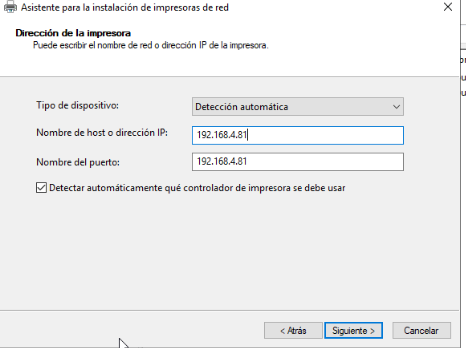 Asistente para la instalación de impresoras de red
Dirección de la impresora
Puede escribir el nombre de red o dirección IP de la impresora.
Tipo de dispositivo:
Detección automática
Nombre de host o dirección IP:
192.168.4.81
Nombre del puerto:
192.168.4.81
Detectar automáticamente qué controlador de impresora se debe usar
< Atrás
Siguiente >
Cancelar